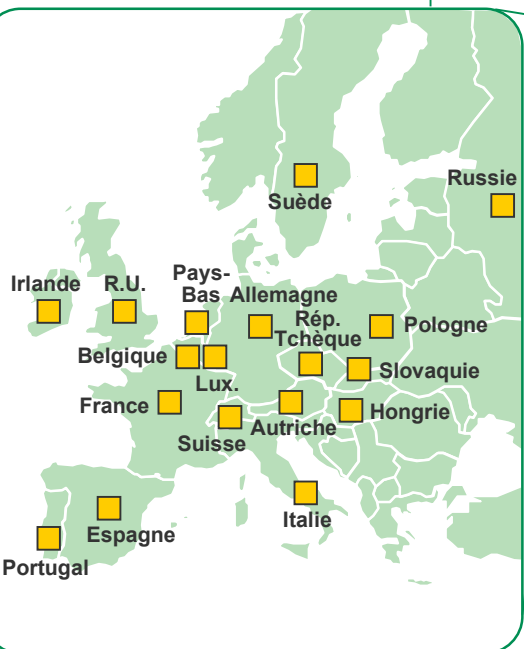 Russie
Suède
Irlande
R.U.
Pays-
Bas
Allemagne
Rép.
Tchèque
Pologne
Belgique
Lux.
Slovaquie
France
Suisse
Autriche
Hongrie
Italie
Espagne
Portugal